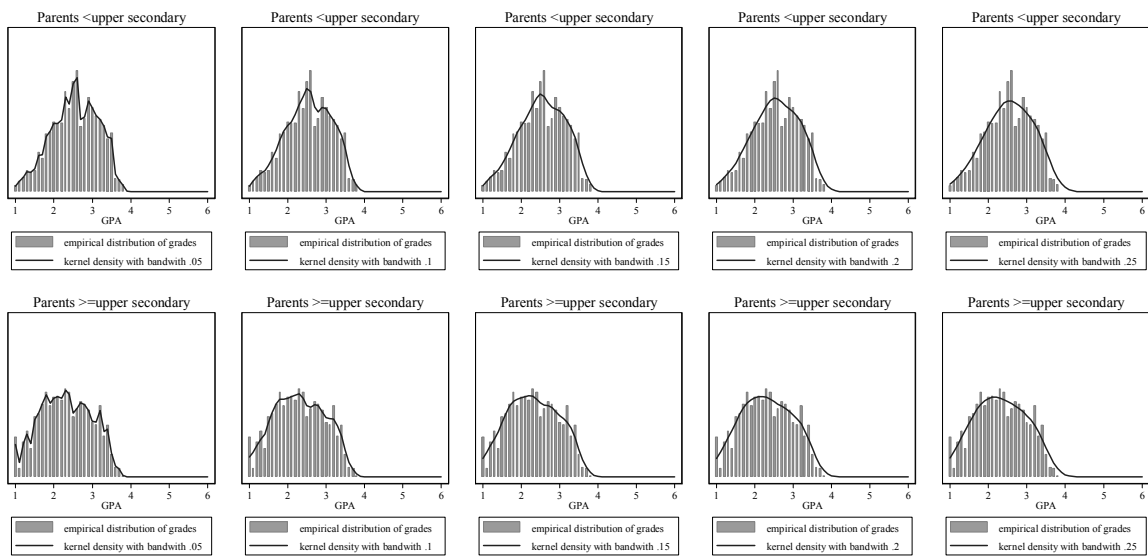 Parents <upper secondary
1 2 3 4 5 6
GPA
empirical distribution of grades
kernel density with bandwith .05
Parents <upper secondary
1 2 3 4 5 6
GPA
empirical distribution of grades
kernel density with bandwith .1
Parents <upper secondary
1 2 3 4 5 6
GPA
empirical distribution of grades
kernel density with bandwith .15
Parents <upper secondary
1 2 3 4 5 6
GPA
empirical distribution of grades
kernel density with bandwith .2
Parents <upper secondary
1 2 3 4 5 6
GPA
empirical distribution of grades
kernel density with bandwith .25
Parents >=upper secondary
1 2 3 4 5 6
GPA
empirical distribution of grades
kernel density with bandwith .05
Parents >=upper secondary
1 2 3 4 5 6
GPA
empirical distribution of grades
kernel density with bandwith .1
Parents >=upper secondary
1 2 3 4 5 6
GPA
empirical distribution of grades
kernel density with bandwith .15
Parents >=upper secondary
1 2 3 4 5 6
GPA
empirical distribution of grades
kernel density with bandwith .2
Parents >=upper secondary
1 2 3 4 5 6
GPA
empirical distribution of grades
kernel density with bandwith .25